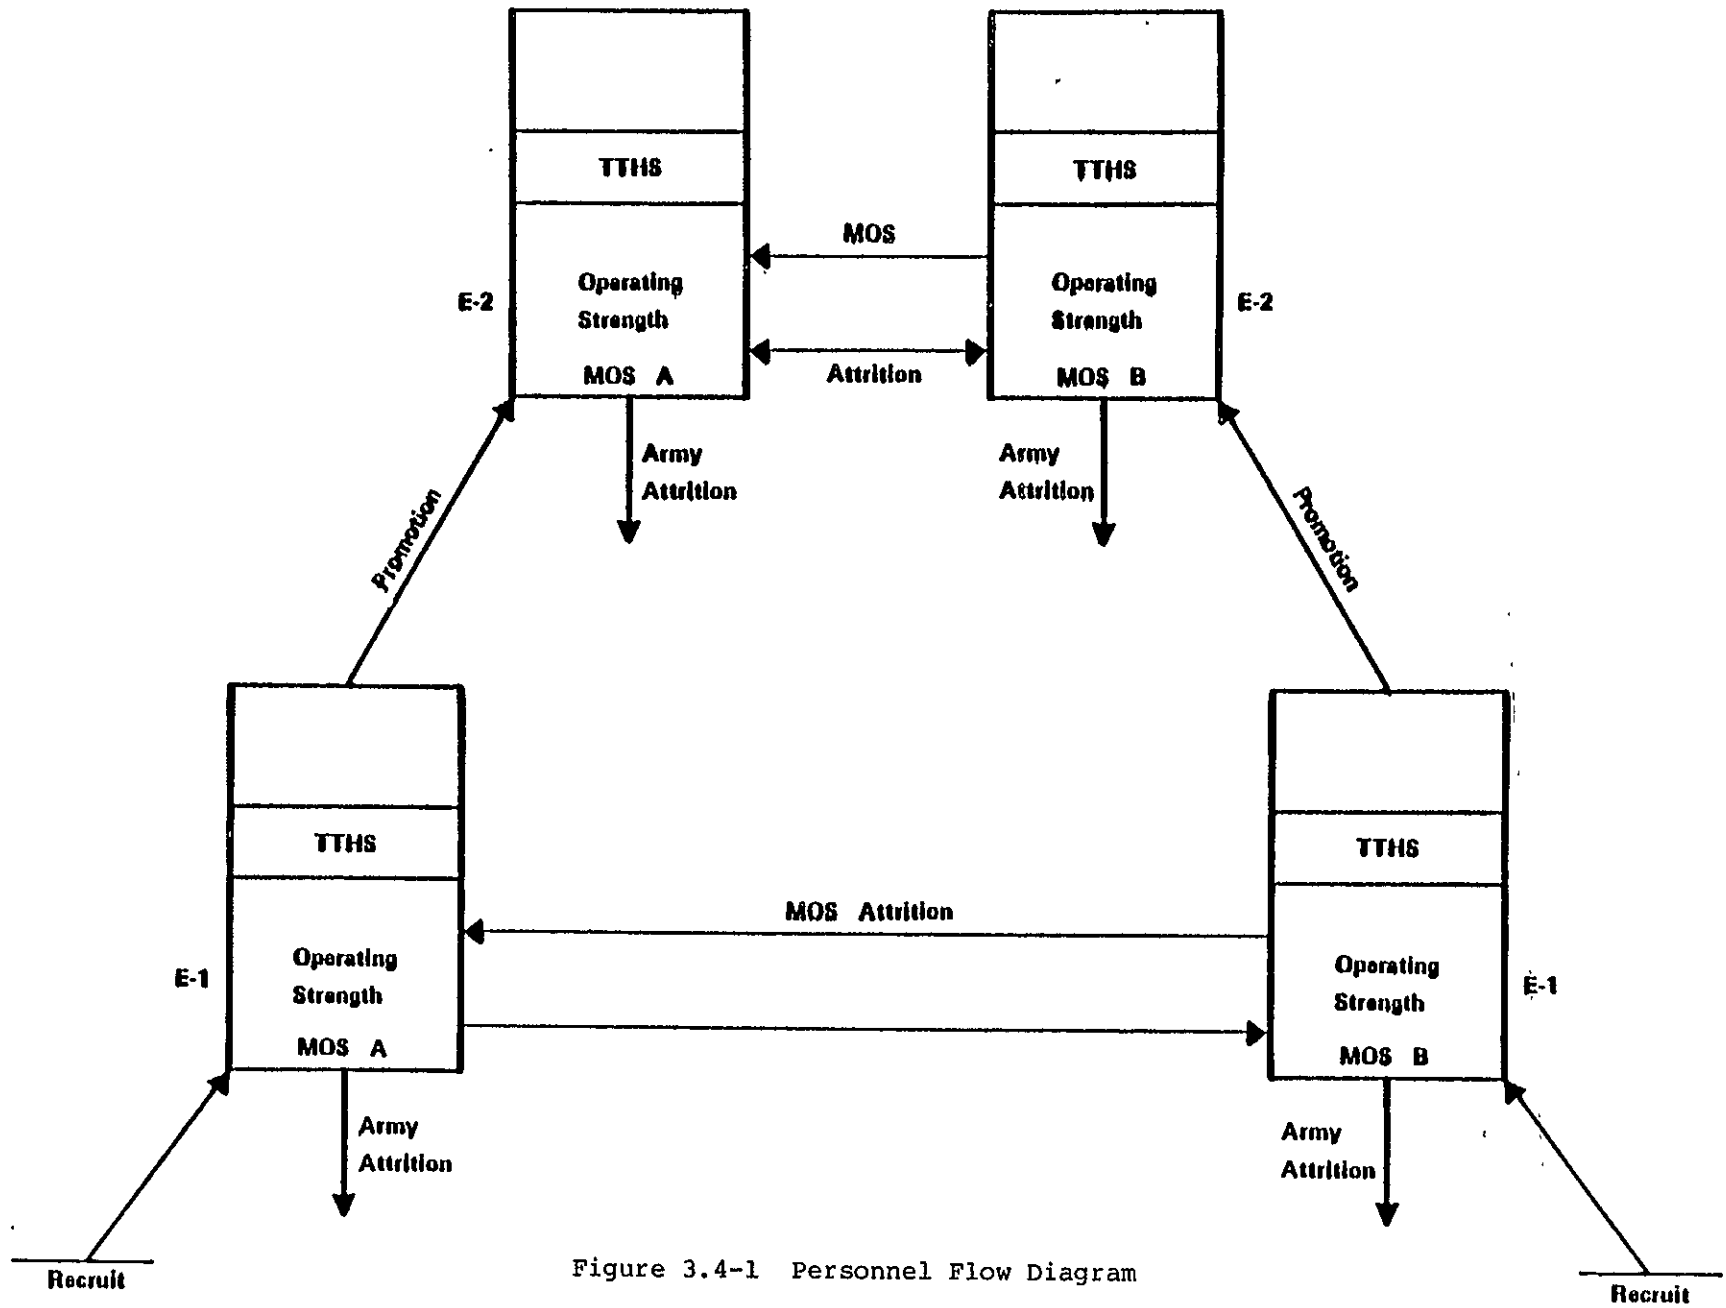 TTHS
TTHS
MOS
Operating
Strength
Operating
Strength
E-2
E-2
MOS A
Attrition
MOS B
Army
Attrition
Army
Attrition
Promotion
Promotion
TTHS
TTHS
MOS Attrition
Operating
Strength
Operating
Strength
E-1
E-1
MOS A
MOS B
Army
Attrition
Army
Attrition
Recruit
Figure 3.4-1 Personnel Flow Diagram
Recruit